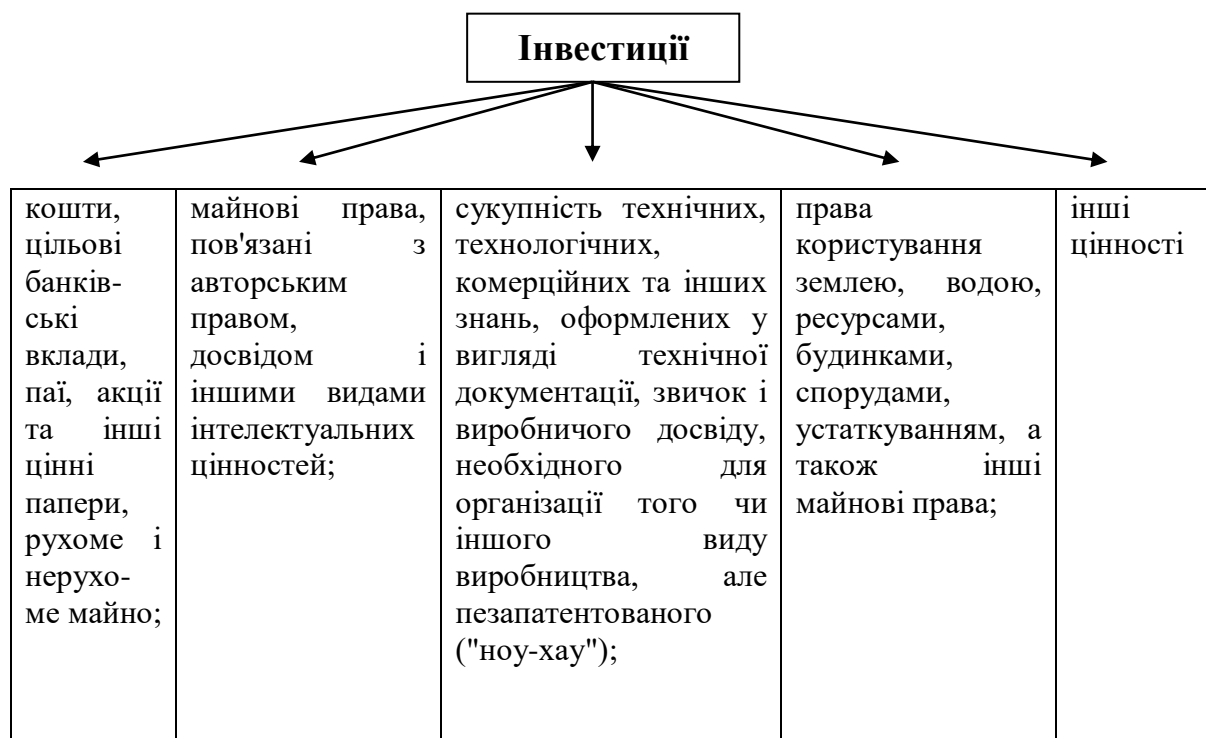 Інвестиції
кошти,
цільові
банків-
ські
вклади,
паї, акції
та інші
цінні
папери,
рухоме і
нерухо-
ме майно;
майнові права,
пов'язані з
авторським
правом,
досвідом і
іншими видами
інтелектуальних
цінностей;
сукупність технічних,
технологічних,
комерційних та інших
знань, оформлених у
вигляді технічної
документації, звичок і
виробничого досвіду,
необхідного для
організації того чи
іншого виду
виробництва, але
пезапатентованого
("ноу-хау");
права
користування
землею, водою,
ресурсами,
будинками,
спорудами,
устаткуванням, а
також інші
майнові права;
інші
цінності